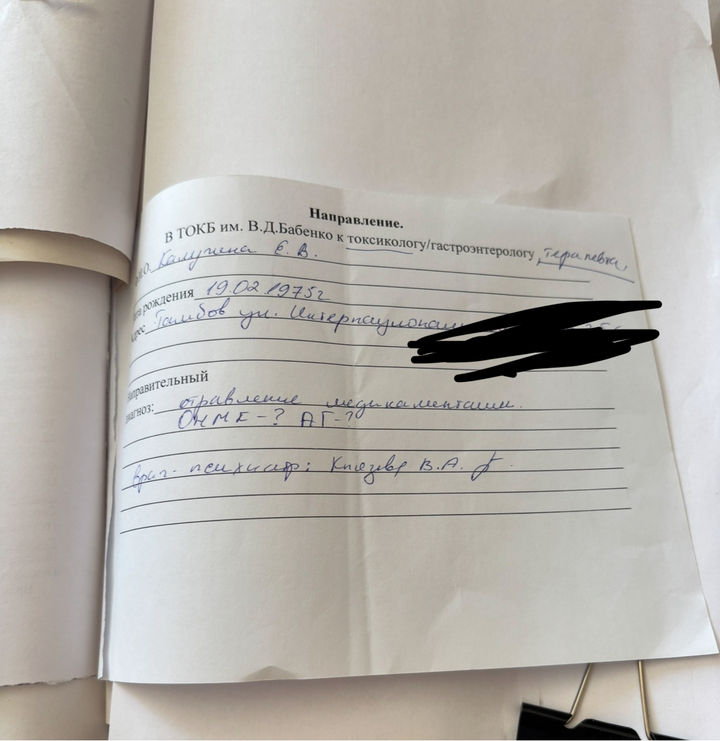 Направление.
В ТОКБ им. В.Д.Бабенко к токсикологу/гастроэнтерологу терапевту
Калугина Е. В.
рождения 19.02.1975г
Тамбов ул.
диагноз: отравление медикаментами.
ОНМК-? АГ-?
Врач-психиатр: Князева В.А.